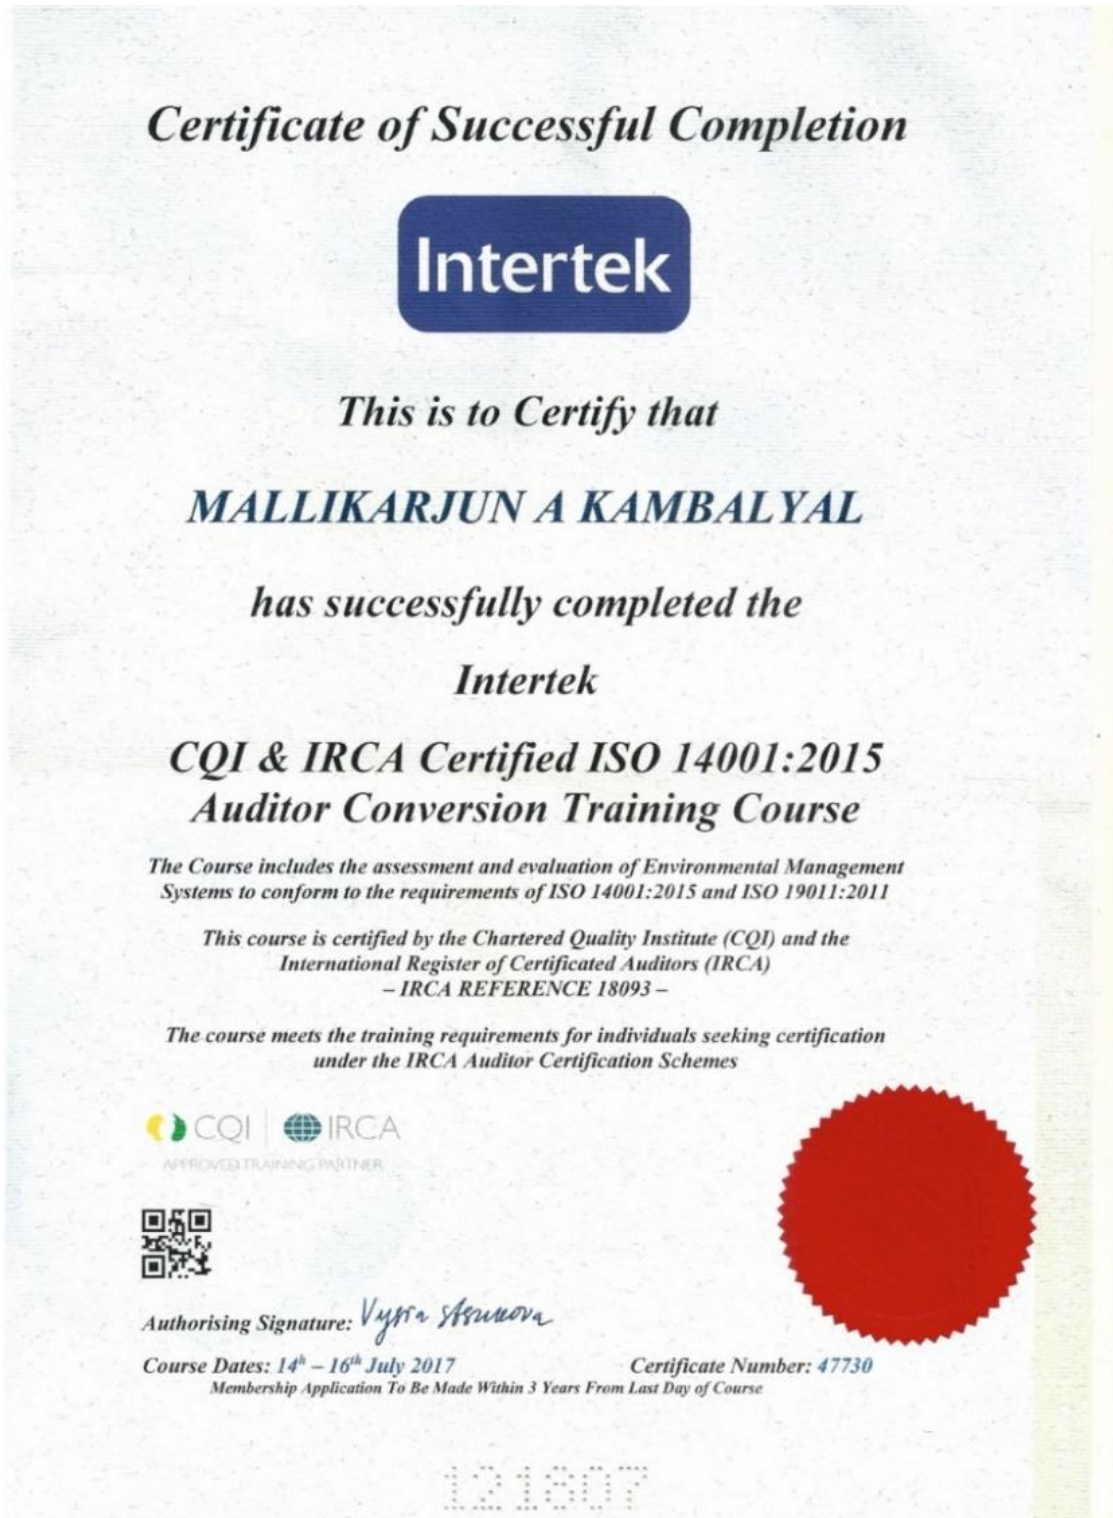 Certificate of Successful Completion
Intertek
This is to Certify that
MALLIKARJUN A KAMBALYAL
has successfully completed the
Intertek
CQI & IRCA Certified ISO 14001:2015
Auditor Conversion Training Course
The Course includes the assessment and evaluation of Environmental Management
Systems to conform to the requirements of ISO 14001:2015 and ISO 19011:2011
This course is certified by the Chartered Quality Institute (CQI) and the
International Register of Certificated Auditors (IRCA)
– IRCA REFERENCE 18093 –
The course meets the training requirements for individuals seeking certification
under the IRCA Auditor Certification Schemes
CQI IRCA
APPROVED TRAINING PARTNER
Authorising Signature:
Course Dates: 14h – 16th July 2017 Certificate Number: 47730
Membership Application To Be Made Within 3 Years From Last Day of Course
121807